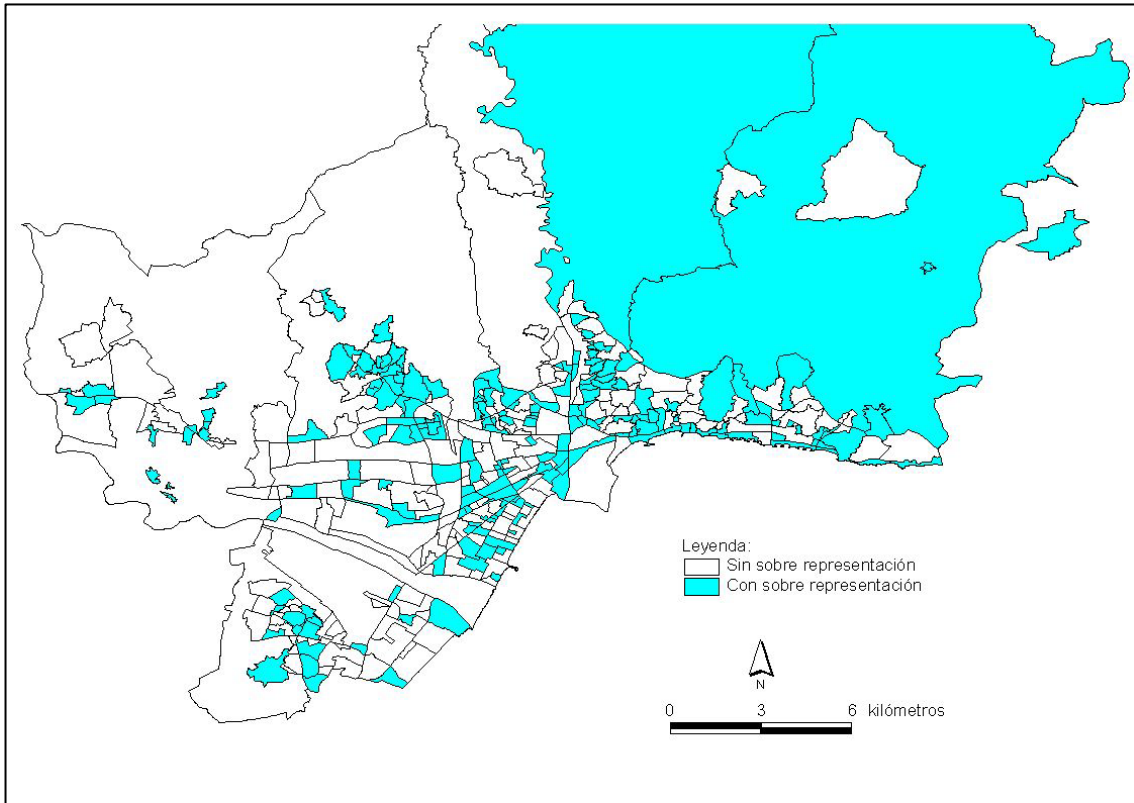 Leyenda:
Sin sobre representación
Con sobre representación
N
0 3 6 kilómetros